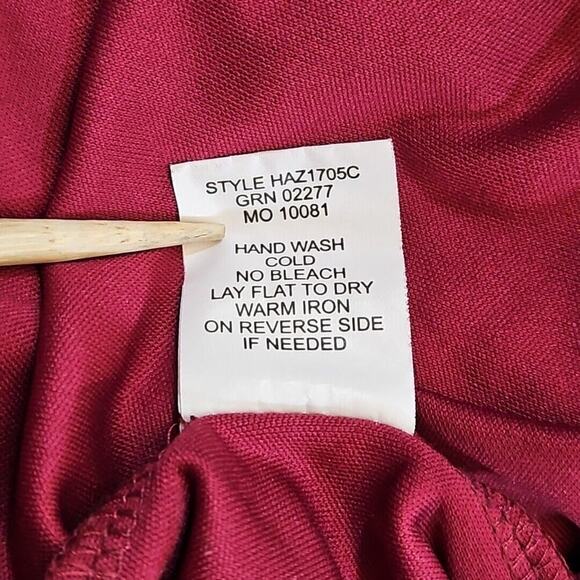 STYLE HAZ1705C
GRN 02277
MO 10081
HAND WASH
COLD
NO BLEACH
LAY FLAT TO DRY
WARM IRON
ON REVERSE SIDE
IF NEEDED